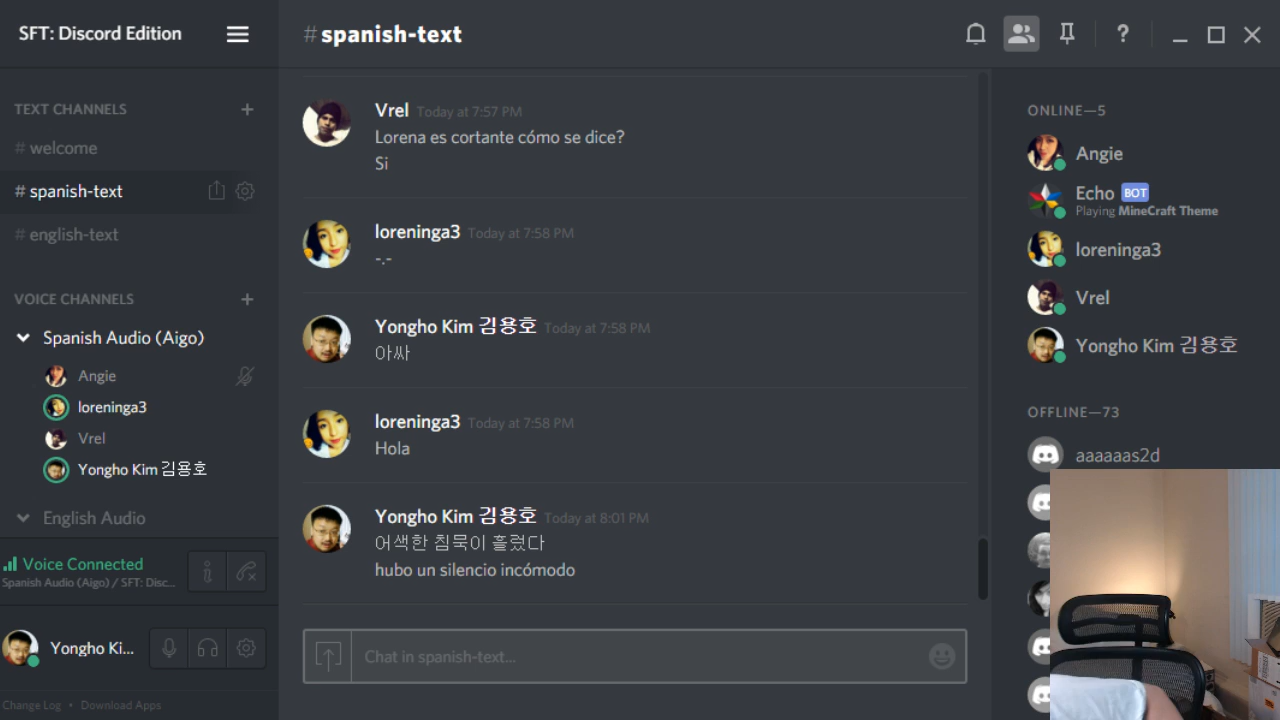 SFT: Discord Edition
#spanish-text
TEXT CHANNELS
# welcome
# spanish-text
# english-text
VOICE CHANNELS
Spanish Audio (Aigo)
Angie
loreninga3
Vrel
Yongho Kim 김용호
English Audio
Voice Connected
Spanish Audio (Aigo) / SFT: Disc...
Yongho Ki...
Change Log • Download Apps
Vrel Today at 7:57 PM
Lorena es cortante cómo se dice?
Si
loreninga3 Today at 7:58 PM
-.-
Yongho Kim 김용호 Today at 7:58 PM
아싸
loreninga3 Today at 7:58 PM
Hola
Yongho Kim 김용호 Today at 8:01 PM
어색한 침묵이 흘렀다
hubo un silencio incómodo
Chat in spanish-text...
ONLINE—5
Angie
Echo BOT
Playing MineCraft Theme
loreninga3
Vrel
Yongho Kim 김용호
OFFLINE—73
aaaaaas2d